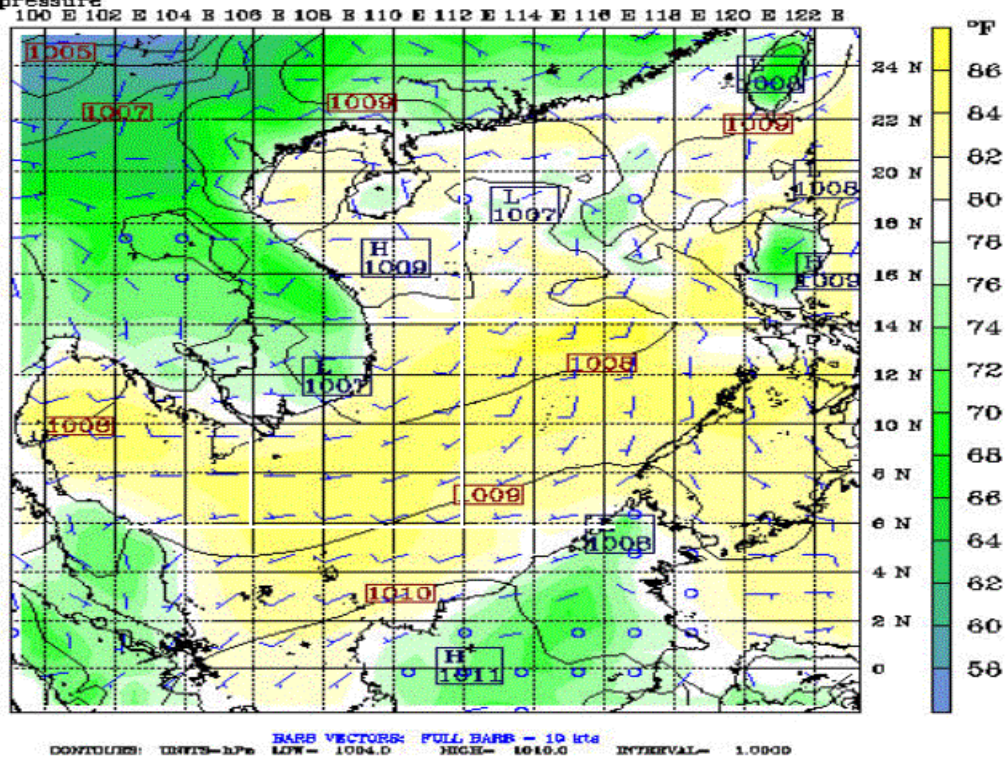 pressure
100 E 102 E 104 E 106 E 108 E 110 E 112 E 114 E 116 E 118 E 120 E 122 E
°F
1005
L
1008
24 N
86
1007
1009
1009
22 N
84
L
1008
20 N
82
L
1007
18 N
80
H
1009
H
1009
16 N
78
14 N
76
L
1007
1008
12 N
74
1008
10 N
72
1009
8 N
70
1008
6 N
68
1010
4 N
66
2 N
64
H
1011
0
62
60
58
BARB VECTORS: FULL BARB = 10 kts
CONTOURS: UNITS=hPa LOW= 1004.0 HIGH= 1010.0 INTERVAL= 1.0000